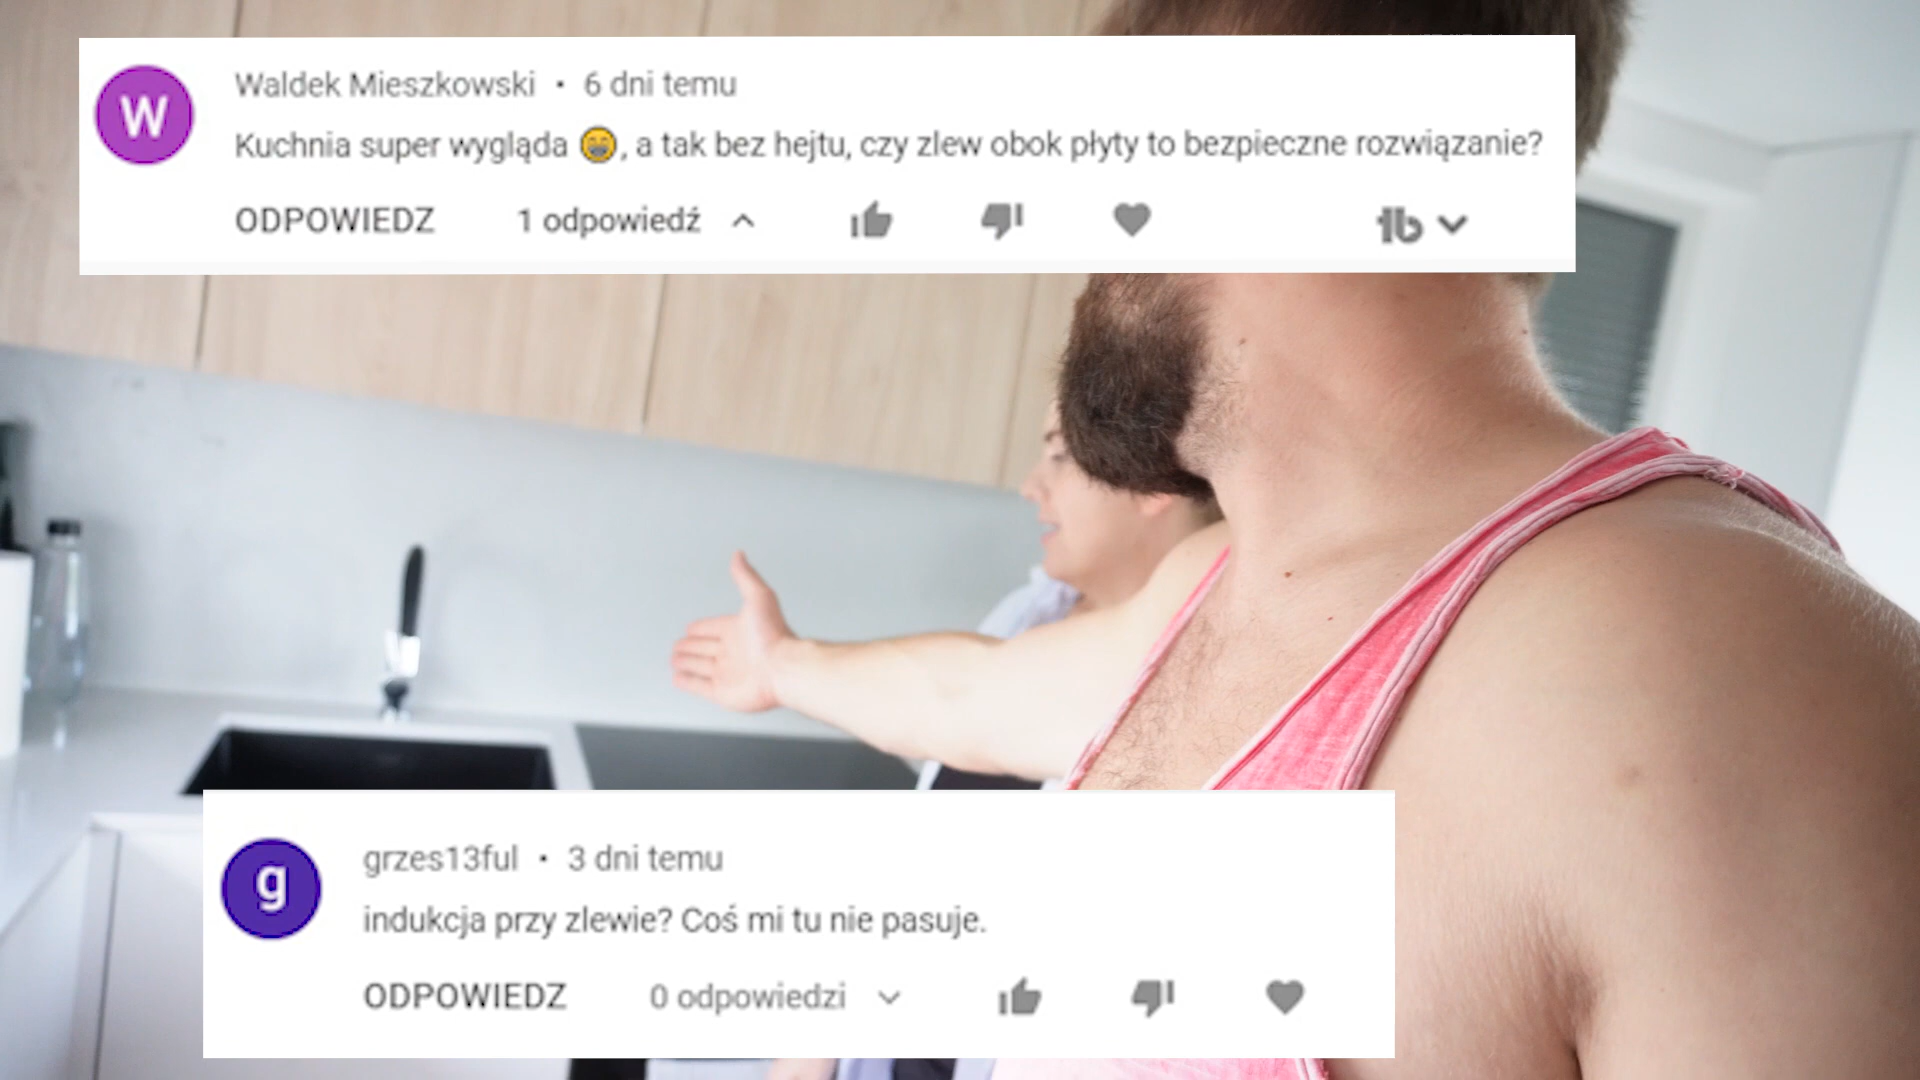 W
Waldek Mieszkowski • 6 dni temu
Kuchnia super wygląda 😄, a tak bez hejtu, czy zlew obok płyty to bezpieczne rozwiązanie?
ODPOWIEDZ 1 odpowiedź
tb
g
grzes13ful • 3 dni temu
indukcja przy zlewie? Coś mi tu nie pasuje.
ODPOWIEDZ 0 odpowiedzi